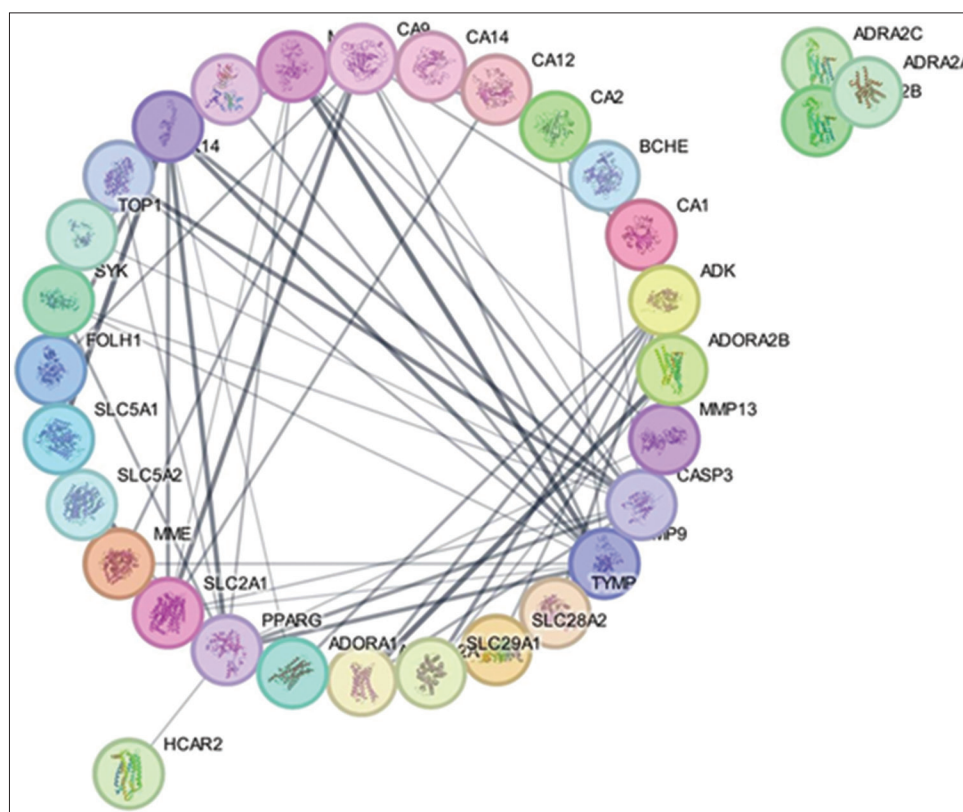 CA9
CA14
CA12
CA2
BCHE
CA1
ADK
ADORA2B
MMP13
CASP3
TYMP
SLC28A2
SLC29A1
ADORA1
PPARG
SLC2A1
MME
SLC5A2
SLC5A1
FOLH1
SYK
TOP1
HCAR2
ADRA2C